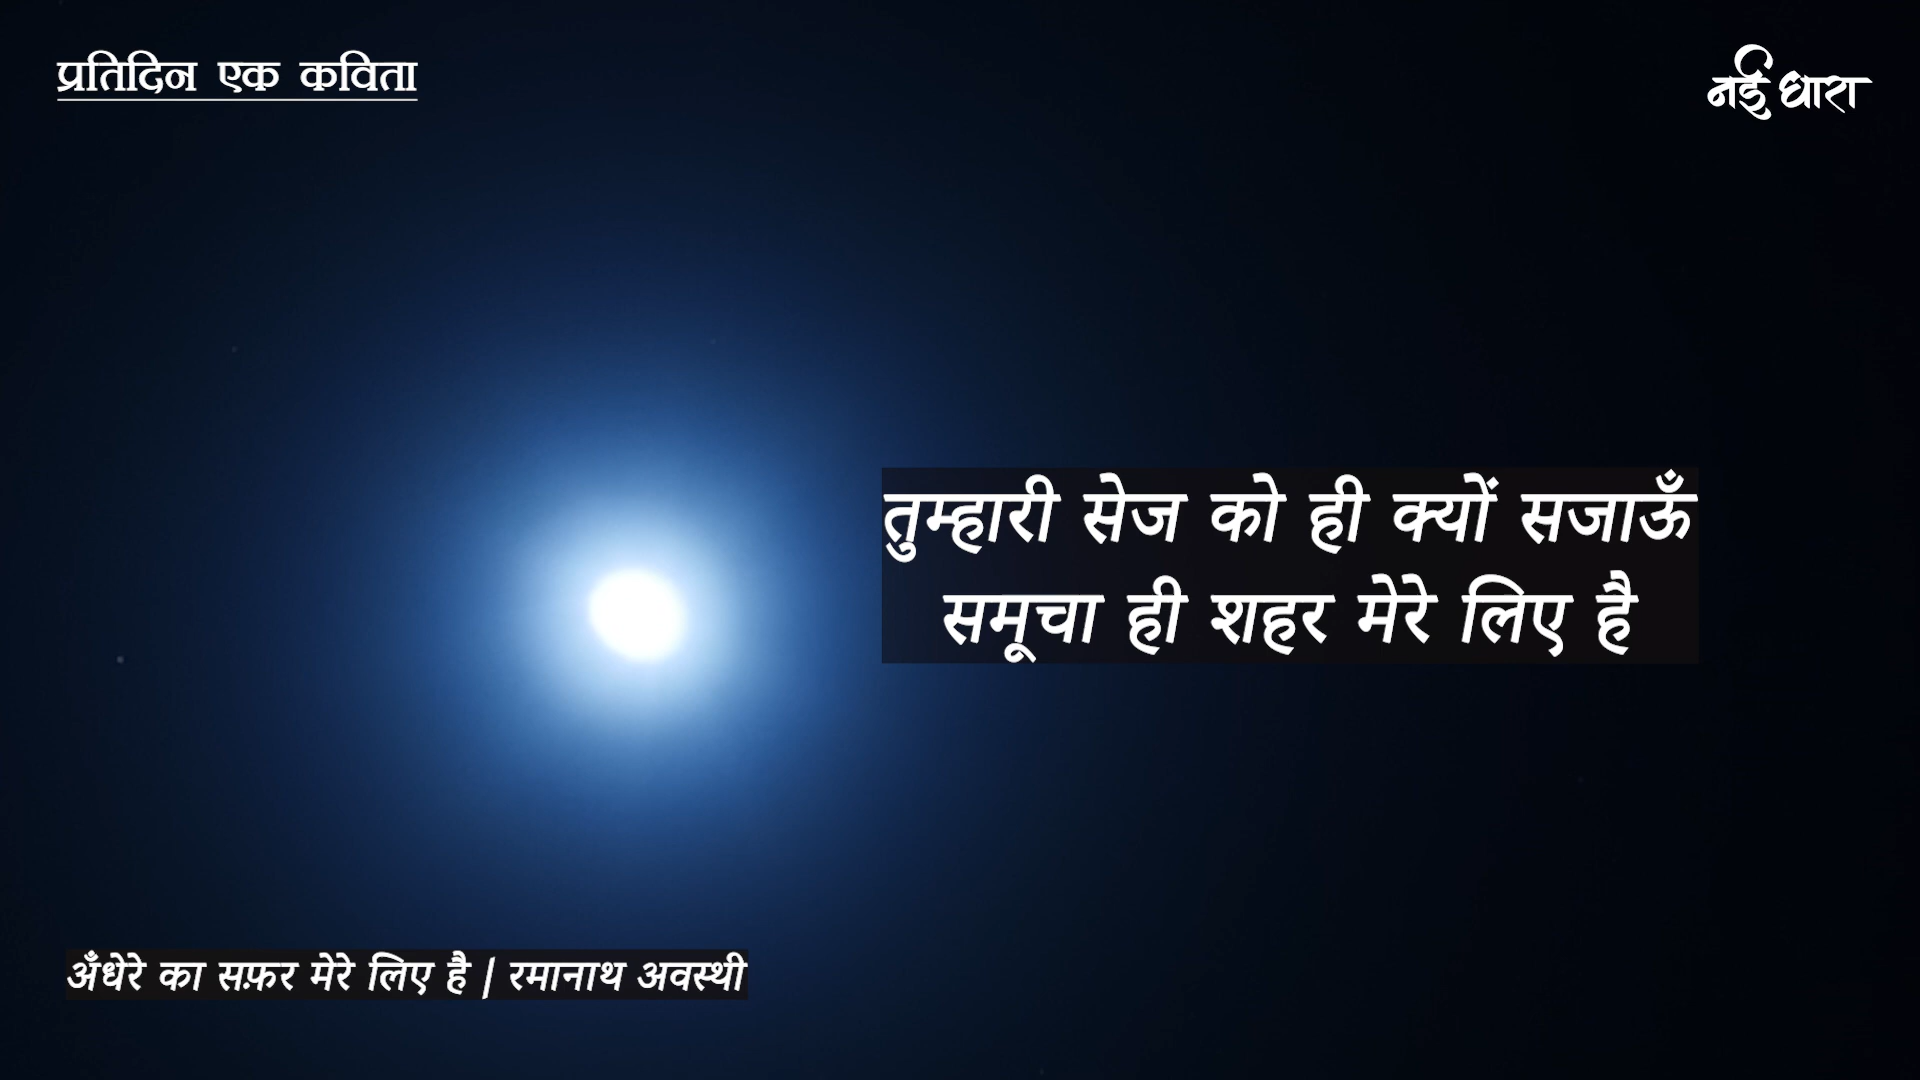 प्रतिदिन एक कविता
नई धारा
तुम्हारी सेज को ही क्यों सजाऊँ
समूचा ही शहर मेरे लिए है
अँधेरे का सफ़र मेरे लिए है | रमानाथ अवस्थी